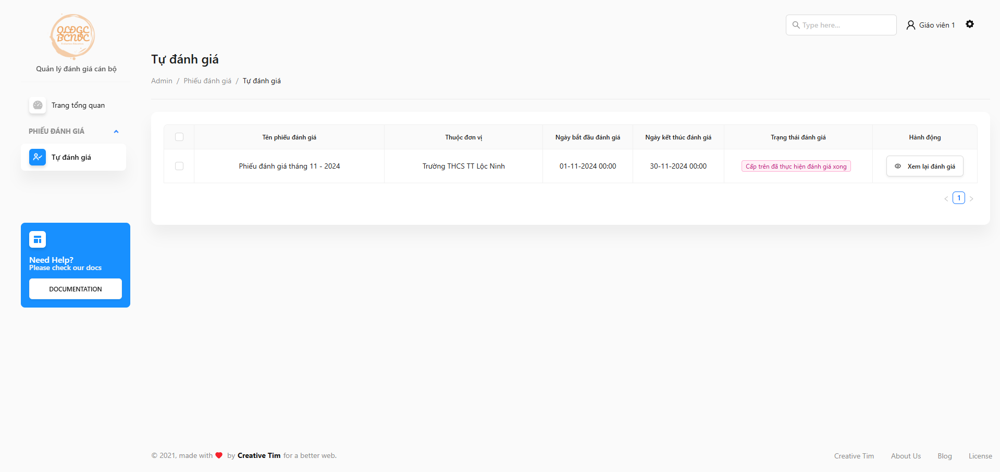 QLĐGC
BCNVC
Quản lý đánh giá cán bộ
Trang tổng quan
PHIẾU ĐÁNH GIÁ
Tự đánh giá
Need Help?
Please check our docs
DOCUMENTATION
Type here...
Giáo viên 1
Tự đánh giá
Admin / Phiếu đánh giá / Tự đánh giá
Tên phiếu đánh giá Thuộc đơn vị Ngày bắt đầu đánh giá Ngày kết thúc đánh giá Trạng thái đánh giá Hành động
Phiếu đánh giá tháng 11 - 2024 Trường THCS TT Lộc Ninh 01-11-2024 00:00 30-11-2024 00:00 Cấp trên đã thực hiện đánh giá xong Xem lại đánh giá
< 1 >
© 2021, made with ❤ by Creative Tim for a better web.
Creative Tim About Us Blog License